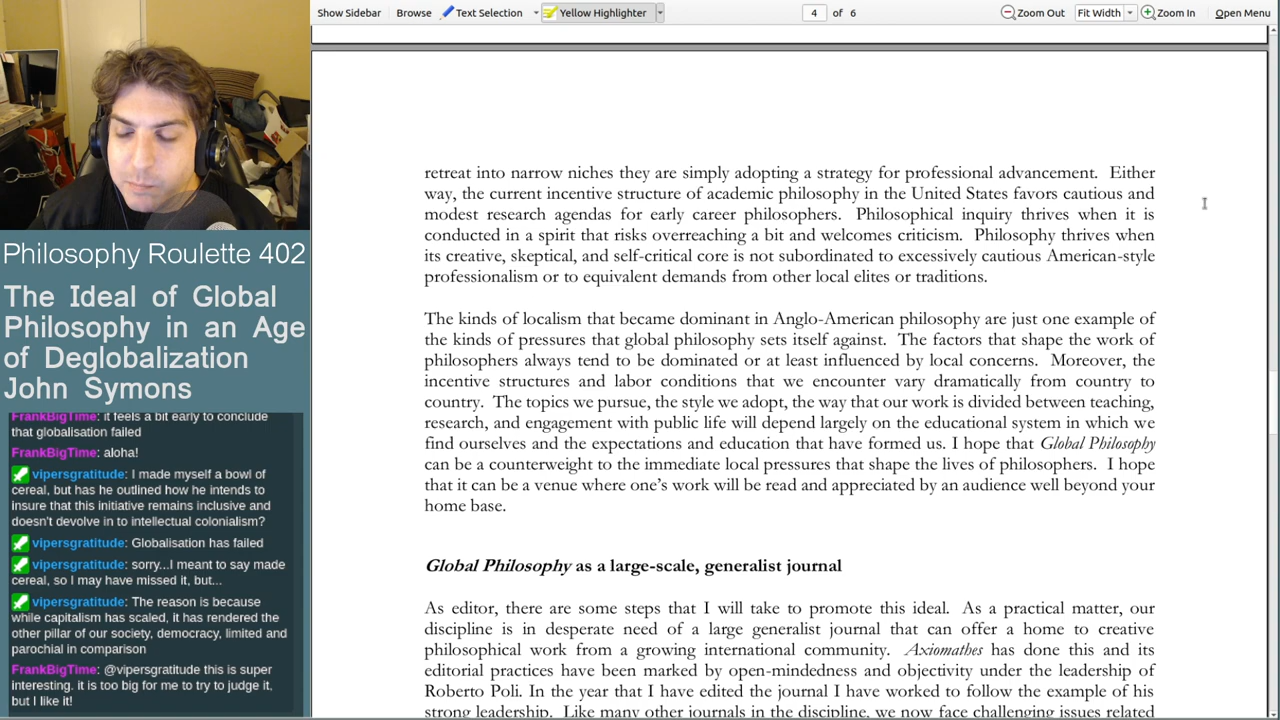 Show Sidebar Browse Text Selection Yellow Highlighter 4 of 6 Zoom Out Fit Width Zoom In Open Menu
Philosophy Roulette 402
The Ideal of Global
Philosophy in an Age
of Deglobalization
John Symons
FrankBigTime: it feels a bit early to conclude
that globalisation failed
FrankBigTime: aloha!
vipersgratitude: I made myself a bowl of
cereal, but has he outlined how he intends to
insure that this initiative remains inclusive and
doesn't devolve in to intellectual colonialism?
vipersgratitude: Globalisation has failed
vipersgratitude: sorry...I meant to say made
cereal, so I may have missed it, but...
vipersgratitude: The reason is because
while capitalism has scaled, it has rendered the
other pillar of our society, democracy, limited and
parochial in comparison
FrankBigTime: @vipersgratitude this is super
interesting. it is too big for me to try to judge it,
but I like it!
retreat into narrow niches they are simply adopting a strategy for professional advancement. Either
way, the current incentive structure of academic philosophy in the United States favors cautious and
modest research agendas for early career philosophers. Philosophical inquiry thrives when it is
conducted in a spirit that risks overreaching a bit and welcomes criticism. Philosophy thrives when
its creative, skeptical, and self-critical core is not subordinated to excessively cautious American-style
professionalism or to equivalent demands from other local elites or traditions.
The kinds of localism that became dominant in Anglo-American philosophy are just one example of
the kinds of pressures that global philosophy sets itself against. The factors that shape the work of
philosophers always tend to be dominated or at least influenced by local concerns. Moreover, the
incentive structures and labor conditions that we encounter vary dramatically from country to
country. The topics we pursue, the style we adopt, the way that our work is divided between teaching,
research, and engagement with public life will depend largely on the educational system in which we
find ourselves and the expectations and education that have formed us. I hope that Global Philosophy
can be a counterweight to the immediate local pressures that shape the lives of philosophers. I hope
that it can be a venue where one's work will be read and appreciated by an audience well beyond your
home base.
Global Philosophy as a large-scale, generalist journal
As editor, there are some steps that I will take to promote this ideal. As a practical matter, our
discipline is in desperate need of a large generalist journal that can offer a home to creative
philosophical work from a growing international community. Axiomathes has done this and its
editorial practices have been marked by open-mindedness and objectivity under the leadership of
Roberto Poli. In the year that I have edited the journal I have worked to follow the example of his
strong leadership. Like many other journals in the discipline, we now face challenging issues related